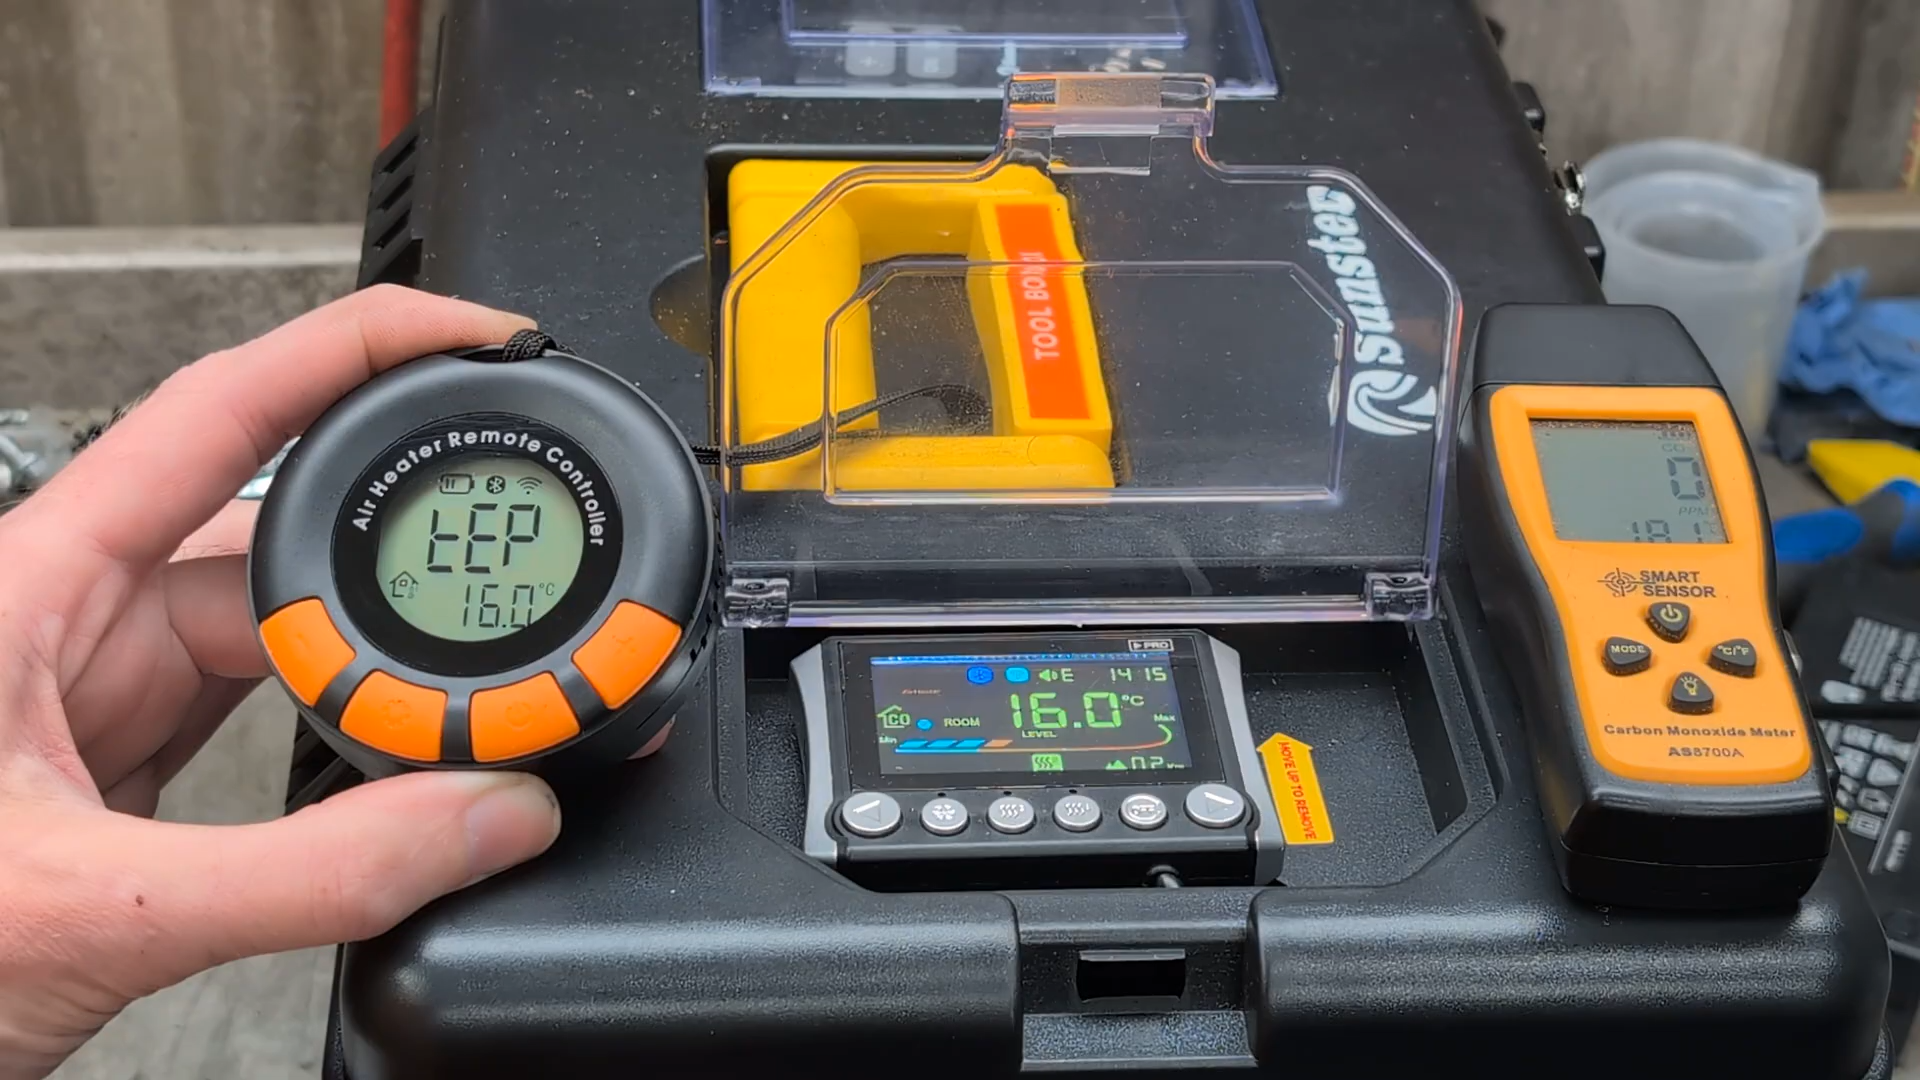 Sunster
TOOL BOX
Air Heater Remote Controller
tEP
16.0°C
PRO
E 14:15
CO
ROOM
16.0°C
LEVEL
Min
Max
MOVE UP TO REMOVE
CO
0
PPM
SMART
SENSOR
MODE
°C/°F
Carbon Monoxide Meter
AS8700A